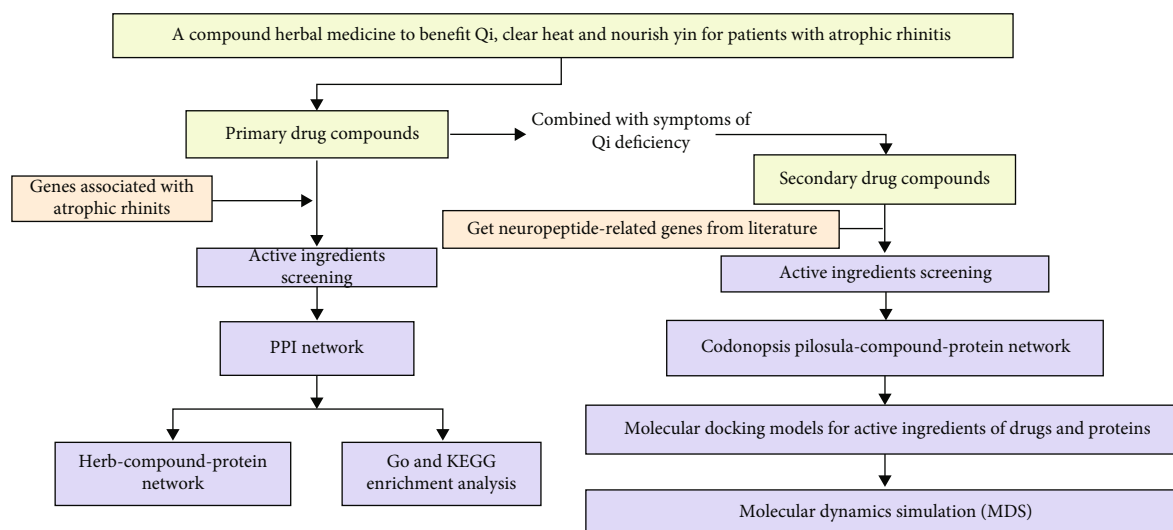 A compound herbal medicine to benefit Qi, clear heat and nourish yin for patients with atrophic rhinitis
Primary drug compounds
Combined with symptoms of
Qi deficiency
Genes associated with
atrophic rhinits
Secondary drug compounds
Get neuropeptide-related genes from literature
Active ingredients
screening
Active ingredients screening
PPI network
Codonopsis pilosula-compound-protein network
Herb-compound-protein
network
Go and KEGG
enrichment analysis
Molecular docking models for active ingredients of drugs and proteins
Molecular dynamics simulation (MDS)